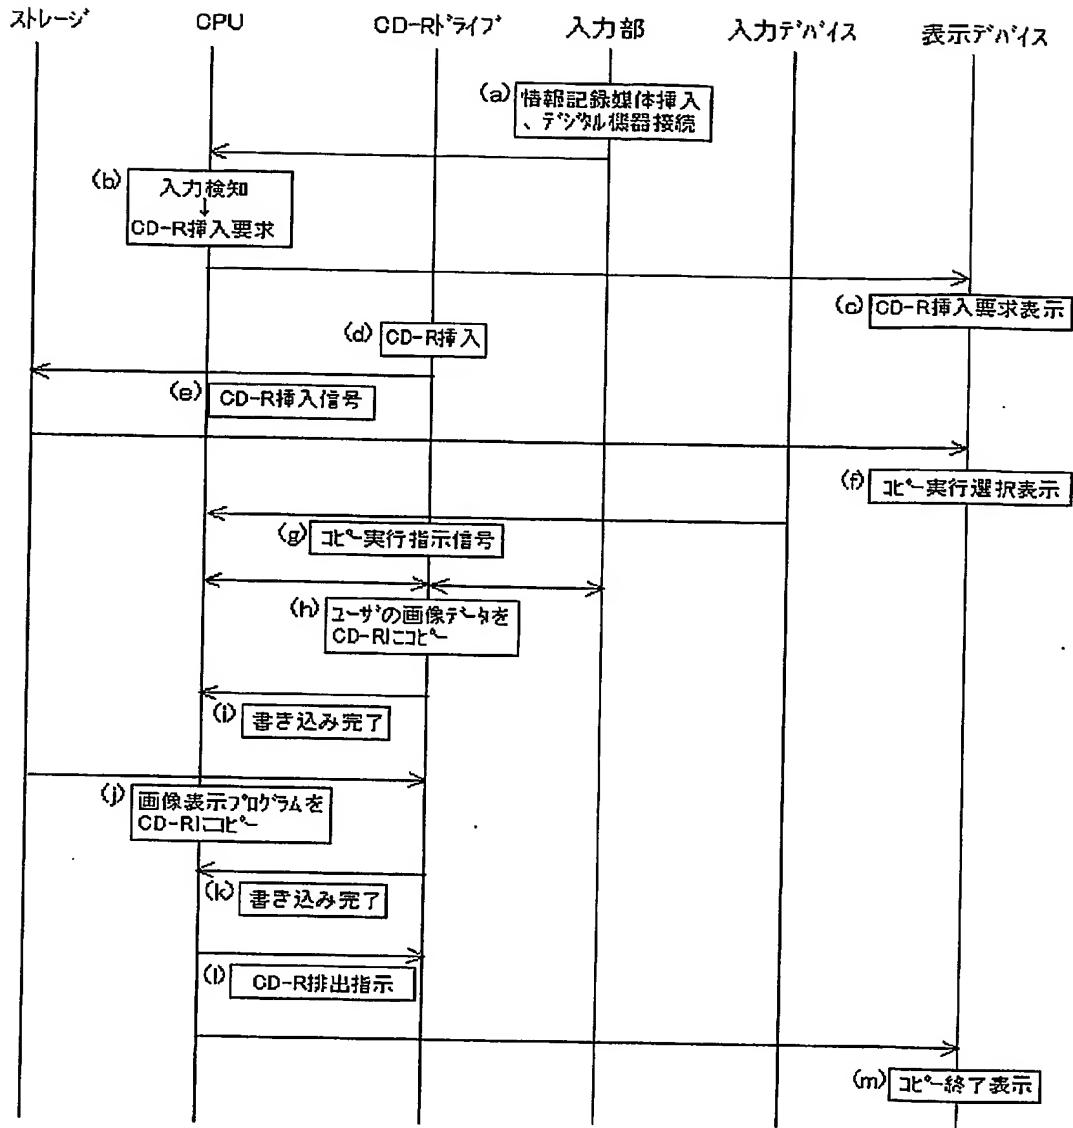 ストレージ CPU CD-Rドライブ 入力部 入力デバイス 表示デバイス
(a) 情報記録媒体挿入
、デジタル機器接続
(b) 入力検知
↓
CD-R挿入要求
(c) CD-R挿入要求表示
(d) CD-R挿入
(e) CD-R挿入信号
(f) コピー実行選択表示
(g) コピー実行指示信号
(h) ユーザの画像データを
CD-Rにコピー
(i) 書き込み完了
(j) 画像表示プログラムを
CD-Rにコピー
(k) 書き込み完了
(l) CD-R排出指示
(m) コピー終了表示